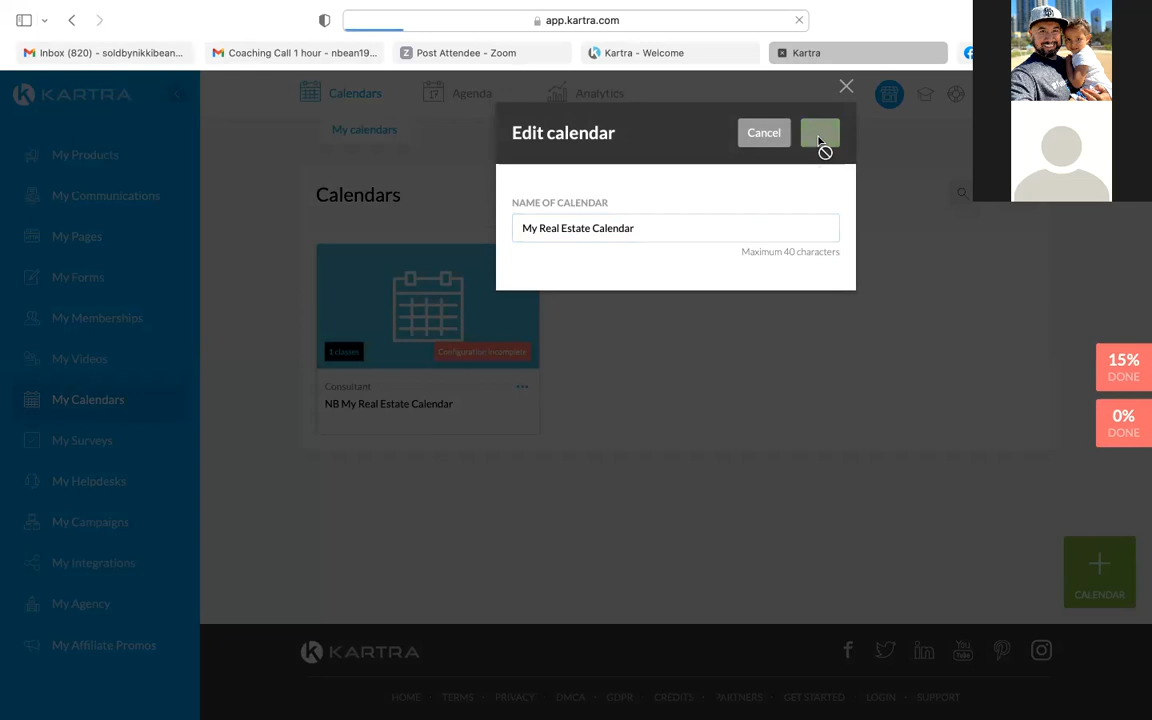 app.kartra.com
Inbox (820) - soldbynikkibean...
Coaching Call 1 hour - nbean19...
Z Post Attendee - Zoom
Kartra - Welcome
Kartra
KARTRA
Calendars
Agenda
Analytics
My calendars
Edit calendar
Cancel
NAME OF CALENDAR
My Real Estate Calendar
Maximum 40 characters
Calendars
1 classes
Configuration incomplete
Consultant
NB My Real Estate Calendar
My Products
My Communications
My Pages
My Forms
My Memberships
My Videos
My Calendars
My Surveys
My Helpdesks
My Campaigns
My Integrations
My Agency
My Affiliate Promos
15%
DONE
0%
DONE
CALENDAR
KARTRA
HOME
TERMS
PRIVACY
DMCA
GDPR
CREDITS
PARTNERS
GET STARTED
LOGIN
SUPPORT